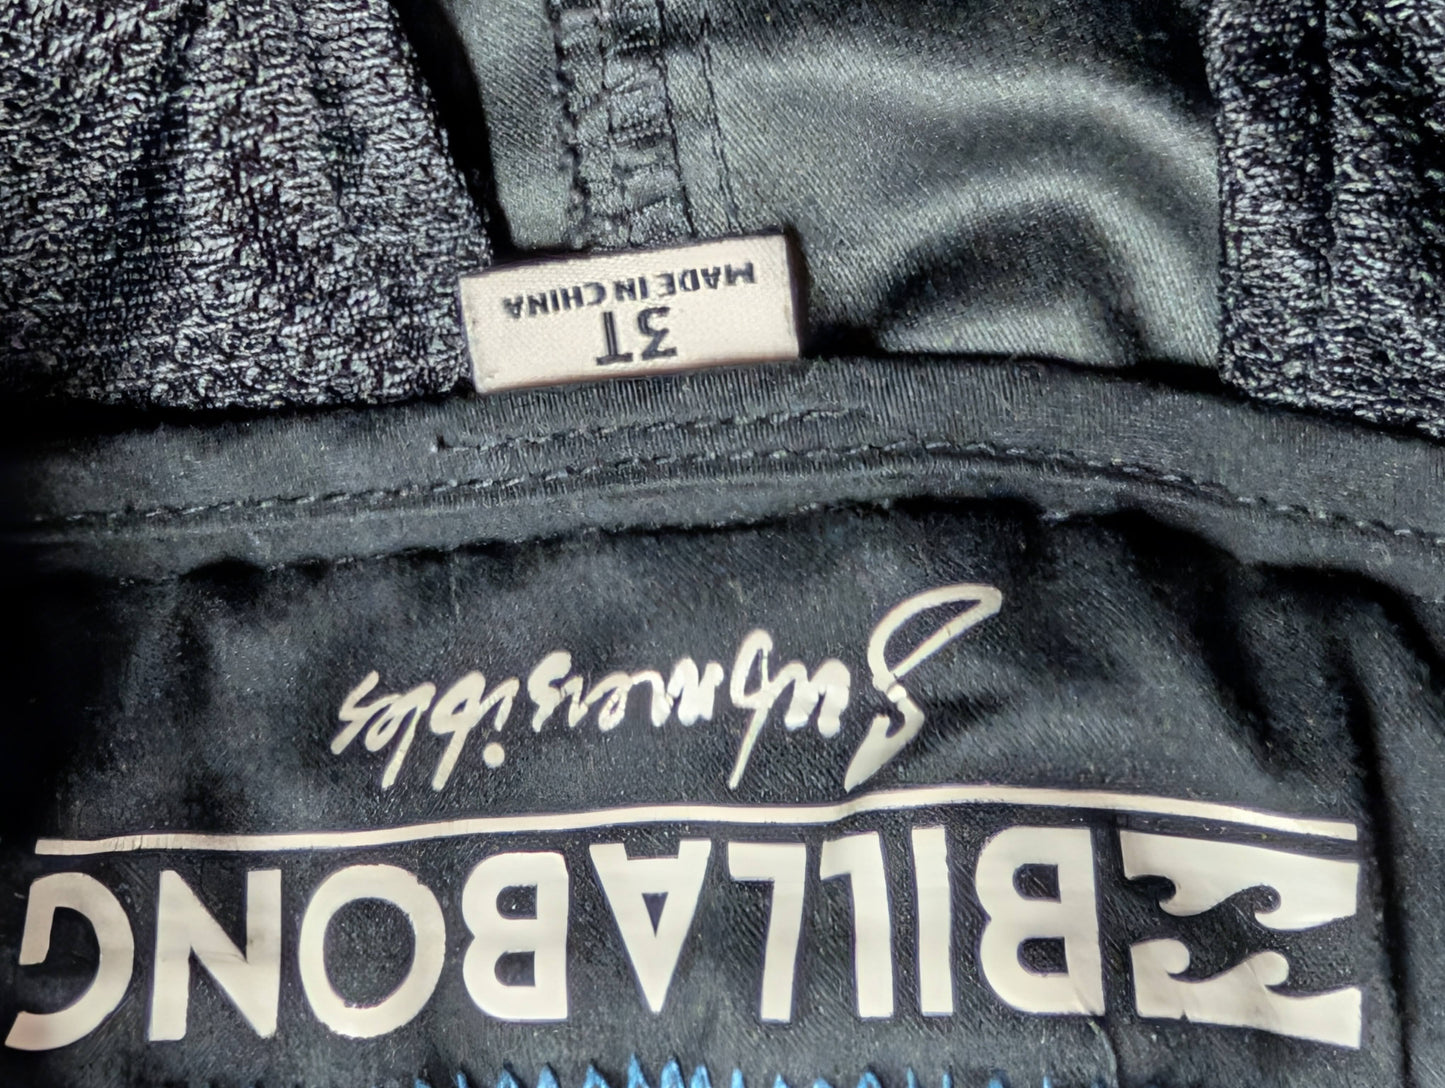 BILLABONG
Submersibles
3T
MADE IN CHINA